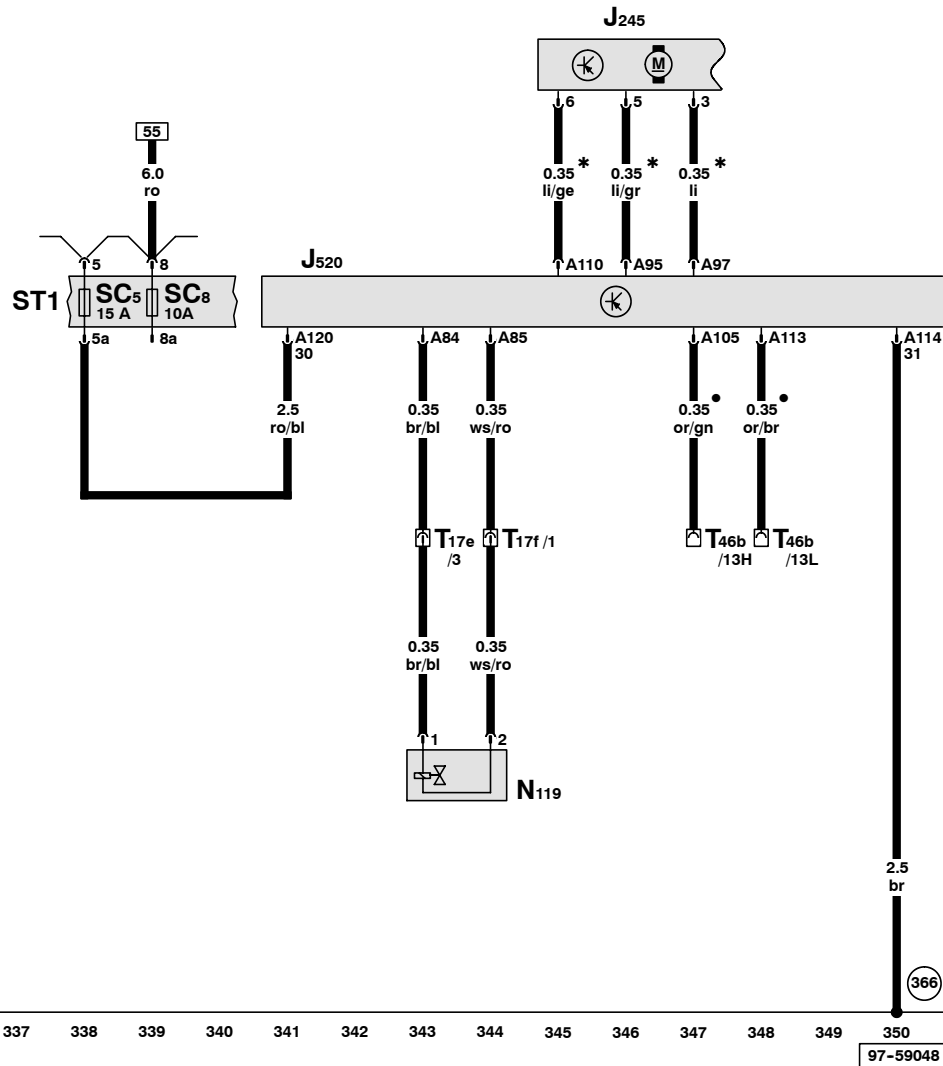 J245
M
6 5 3
55
6.0
ro
0.35 * 0.35 * 0.35 *
li/ge li/gr li
5 8
J520
A110 A95 A97
ST1 SC5 SC8
15 A 10A
5a 8a
A120 A84 A85 A105 A113 A114
30 31
2.5 0.35 0.35 0.35 • 0.35 •
ro/bl br/bl ws/ro or/gn or/br
T17e T17f /1 T46b T46b
/3 /13H /13L
0.35 0.35
br/bl ws/ro
1 2
N119
2.5
br
366
337 338 339 340 341 342 343 344 345 346 347 348 349 350
97-59048